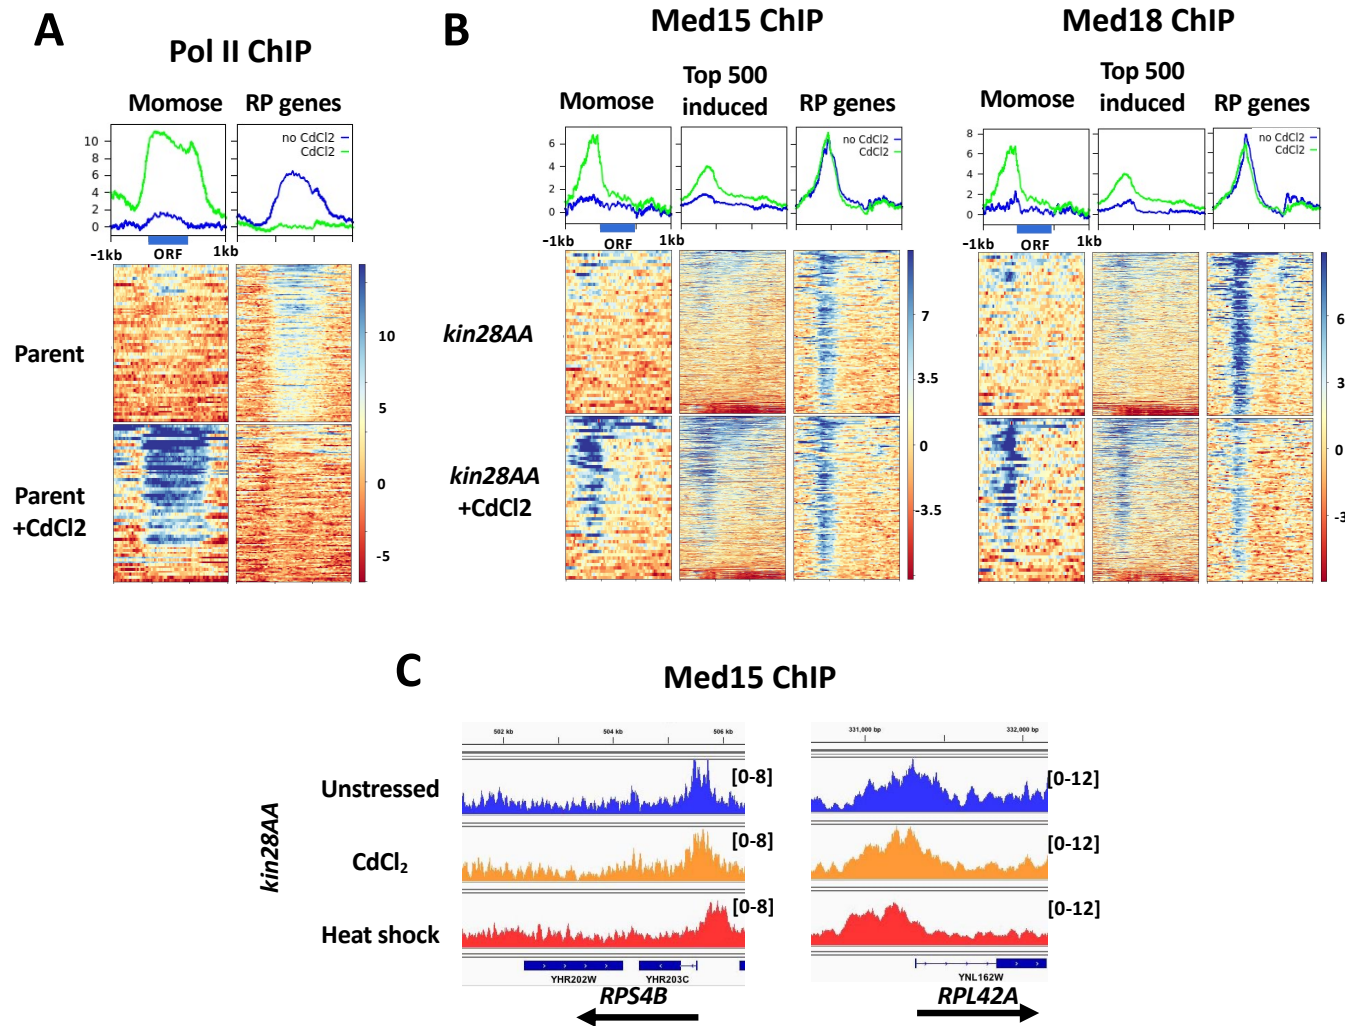 A
Pol II ChIP
Momose
RP genes
no CdCl2
CdCl2
10
8
6
4
2
0
−1kb
ORF
1kb
Parent
Parent
+CdCl2
10
5
0
-5
B
Med15 ChIP
Momose
Top 500
induced
RP genes
no CdCl2
CdCl2
6
4
2
0
−1kb
ORF
1kb
kin28AA
kin28AA
+CdCl2
7
3.5
0
-3.5
Med18 ChIP
Momose
Top 500
induced
RP genes
no CdCl2
CdCl2
8
6
4
2
0
−1kb
ORF
1kb
6
3
0
-3
C
Med15 ChIP
502 kb
504 kb
506 kb
331,000 bp
332,000 bp
kin28AA
Unstressed
[0-8]
[0-12]
CdCl₂
[0-8]
[0-12]
Heat shock
[0-8]
[0-12]
YHR202W
YHR203C
YNL162W
RPS4B
RPL42A